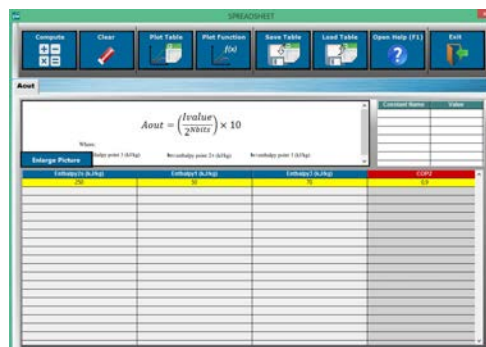 SPREADSHEET
Compute
Clear
Plot Table
Plot Function
Save Table
Load Table
Open Help (F1)
Exit
f(x)
Aout
Aout = (Ivalue / 2^Nbits) × 10
Constant Name Value
Where:
Enlarge Picture
Enthalpy2s (kJ/kg) Enthalpy1 (kJ/kg) Enthalpy3 (kJ/kg) COP2
250 50 70 0,9